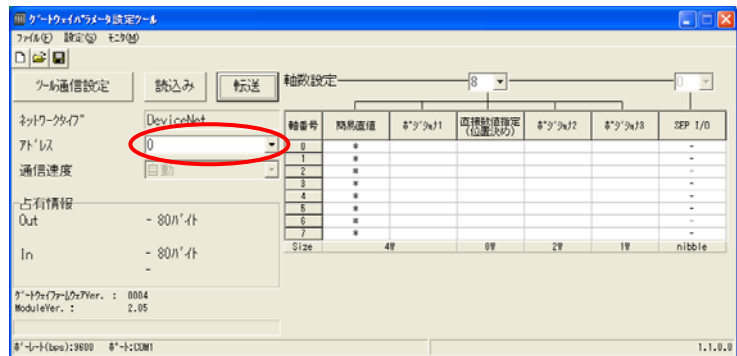 ゲートウェイパラメータ設定ツール
ファイル(F) 設定(S) モニタ(M)
ツール通信設定 読込み 転送 軸数設定 8 0
ネットワークタイプ DeviceNet
アドレス 0
通信速度 自動
占有情報
Out - 80バイト
In - 80バイト
-
ゲートウェイファームウェアVer. : 0004
ModuleVer. : 2.05
軸番号 簡易直値 ポジショナ1 直接数値指定(位置決め) ポジショナ2 ポジショナ3 SEP I/O
0 * -
1 * -
2 * -
3 * -
4 * -
5 * -
6 * -
7 * -
Size 4W 8W 2W 1W nibble
ボーレート(bps):9600 ポート:COM1 1.1.0.0